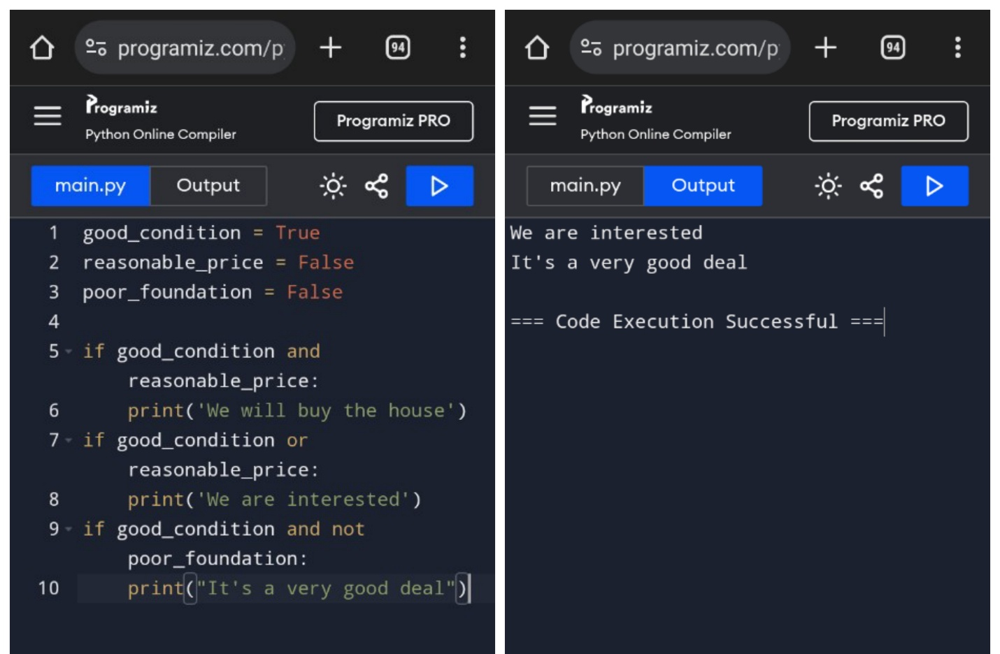 programiz.com/p
94
Programiz
Python Online Compiler
Programiz PRO
main.py
Output
1 good_condition = True
2 reasonable_price = False
3 poor_foundation = False
4
5 if good_condition and
reasonable_price:
6 print('We will buy the house')
7 if good_condition or
reasonable_price:
8 print('We are interested')
9 if good_condition and not
poor_foundation:
10 print("It's a very good deal")
programiz.com/p
94
Programiz
Python Online Compiler
Programiz PRO
main.py
Output
We are interested
It's a very good deal
=== Code Execution Successful ===